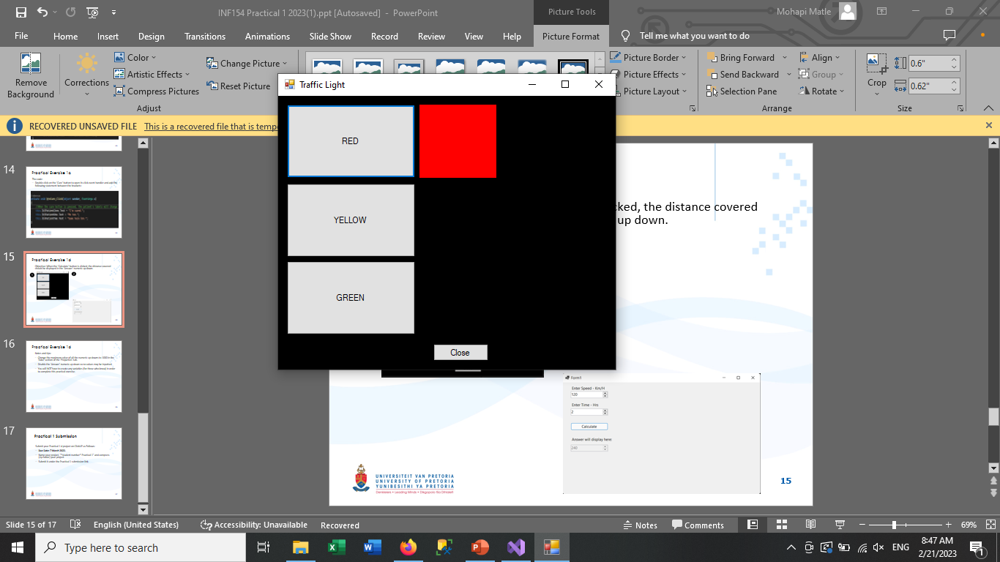 INF154 Practical 1 2023(1).ppt [Autosaved] - PowerPoint
Picture Tools
Mohapi Matle
File Home Insert Design Transitions Animations Slide Show Record Review View Help Picture Format Tell me what you want to do
Remove Background
Corrections
Color
Artistic Effects
Compress Pictures
Change Picture
Reset Picture
Adjust
Picture Border
Picture Effects
Picture Layout
Bring Forward
Send Backward
Selection Pane
Align
Group
Rotate
Arrange
Crop
0.6"
0.62"
Size
RECOVERED UNSAVED FILE This is a recovered file that is temp
Traffic Light
RED
YELLOW
GREEN
Close
14
Practical Exercise 1c
15
Practical Exercise 1d
16
Practical Exercise 1d
17
Practical 1 Submission
cked, the distance covered
up down.
Form1
Enter Speed - Km/H
120
Enter Time - Hrs
2
Calculate
Answer will display here:
240
UNIVERSITEIT VAN PRETORIA
UNIVERSITY OF PRETORIA
YUNIBESITHI YA PRETORIA
Denkleiers • Leading Minds • Dikgopolo tša Dihlalefi
15
Slide 15 of 17 English (United States) Accessibility: Unavailable Recovered Notes Comments 69%
Type here to search
ENG
8:47 AM
2/21/2023
1